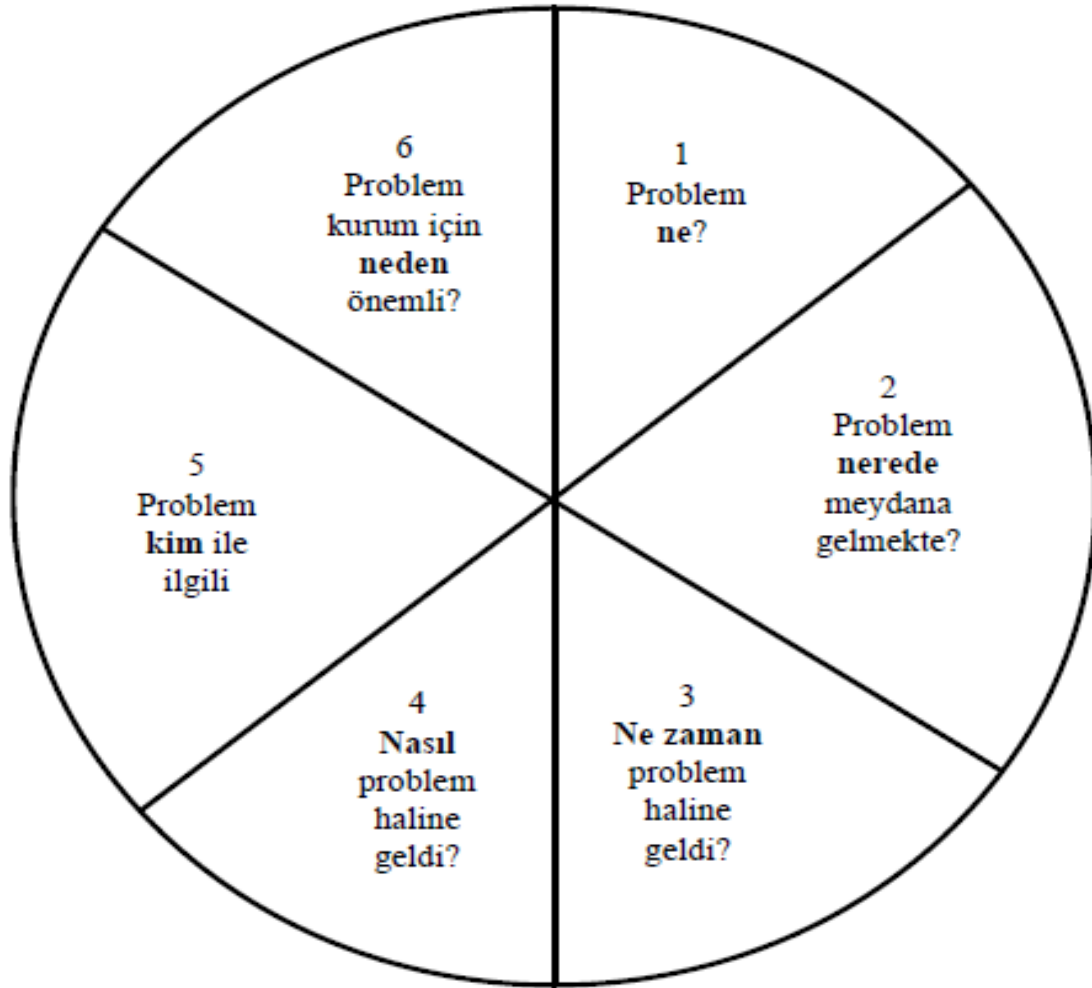 1
Problem
ne?
2
Problem
nerede
meydana
gelmekte?
3
Ne zaman
problem
haline
geldi?
4
Nasıl
problem
haline
geldi?
5
Problem
kim ile
ilgili
6
Problem
kurum için
neden
önemli?